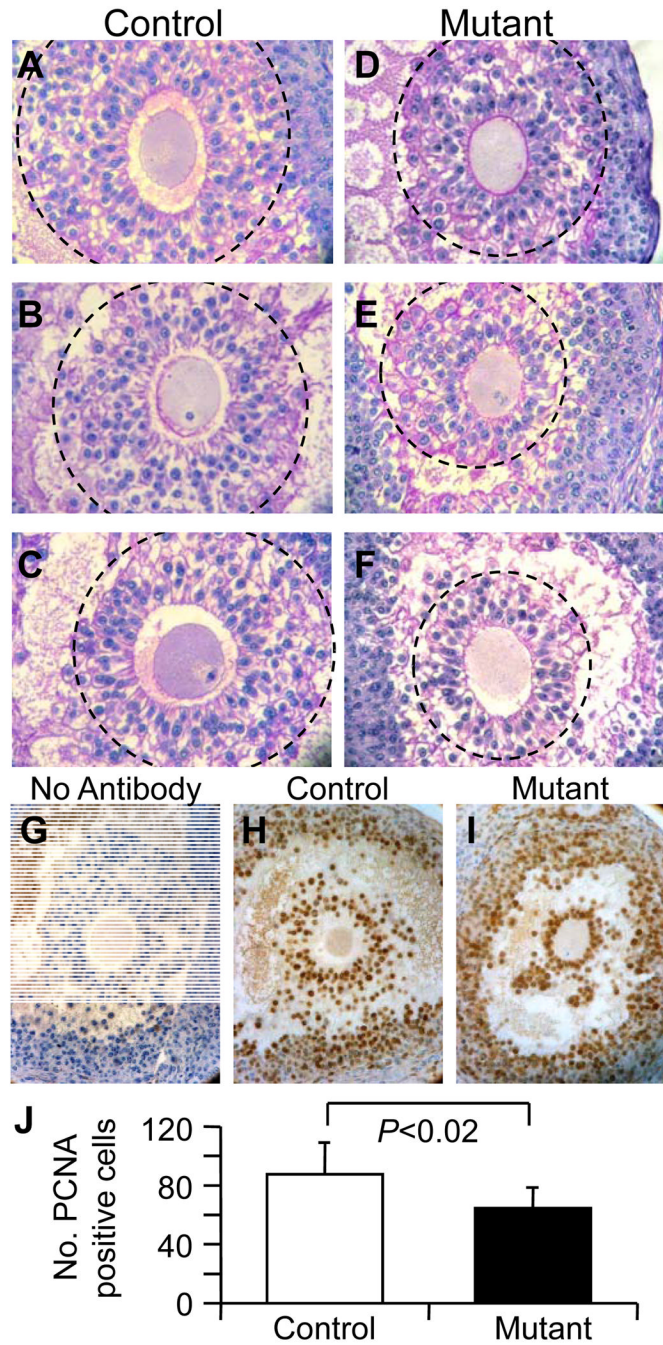 Control Mutant
A D
B E
C F
No Antibody Control Mutant
G H I
J
120
80
40
0
No. PCNA
positive cells
P<0.02
Control Mutant